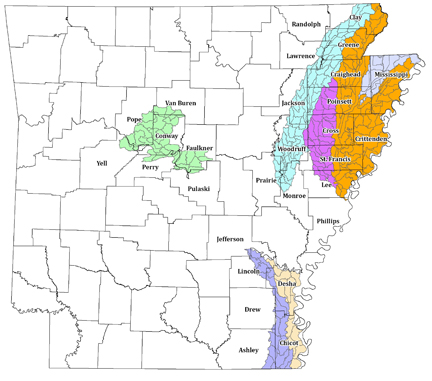 Clay
Randolph
Greene
Lawrence
Craighead
Mississippi
Jackson
Poinsett
Van Buren
Pope
Cross
Conway
Crittenden
Faulkner
Woodruff
St. Francis
Yell
Perry
Prairie
Lee
Pulaski
Monroe
Phillips
Jefferson
Lincoln
Desha
Drew
Chicot
Ashley